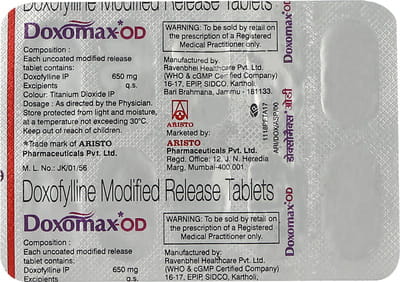 Doxofylline Modified Release Tablets
Doxomax*OD
Composition :
Each uncoated modified release
tablet contains:
Doxofylline IP 650 mg
Excipients q.s.
Colour: Titanium Dioxide IP
Dosage : As directed by the Physician.
Store protected from light and moisture,
at a temperature not exceeding 30°C.
Keep out of reach of children.
*Trade mark of ARISTO
Pharmaceuticals Pvt. Ltd.
M. L. No.: JK/01/56
WARNING: To be sold by retail on
the prescription of a Registered
Medical Practitioner only.
Manufactured by:
Ravenbhel Healthcare Pvt. Ltd.
(WHO & cGMP Certified Company)
16-17, EPIP, SIDCO, Kartholi,
Bari Brahmana, Jammu - 181133.
ARISTO
Marketed by:
ARISTO
Pharmaceuticals Pvt. Ltd.
Regd. Office: 12, J. N. Heredia
Marg, Mumbai-400 001.
Doxomax*OD
डाक्सोमैक्स ओडी
Doxofylline Modified Release Tablets
Doxomax*OD
Composition :
Each uncoated modified release
tablet contains:
Doxofylline IP 650 mg
Excipients q.s.
WARNING: To be sold by retail on
the prescription of a Registered
Medical Practitioner only.
Manufactured by:
Ravenbhel Healthcare Pvt. Ltd.
(WHO & cGMP Certified Company)
16-17, EPIP, SIDCO, Kartholi,
Doxomax*OD